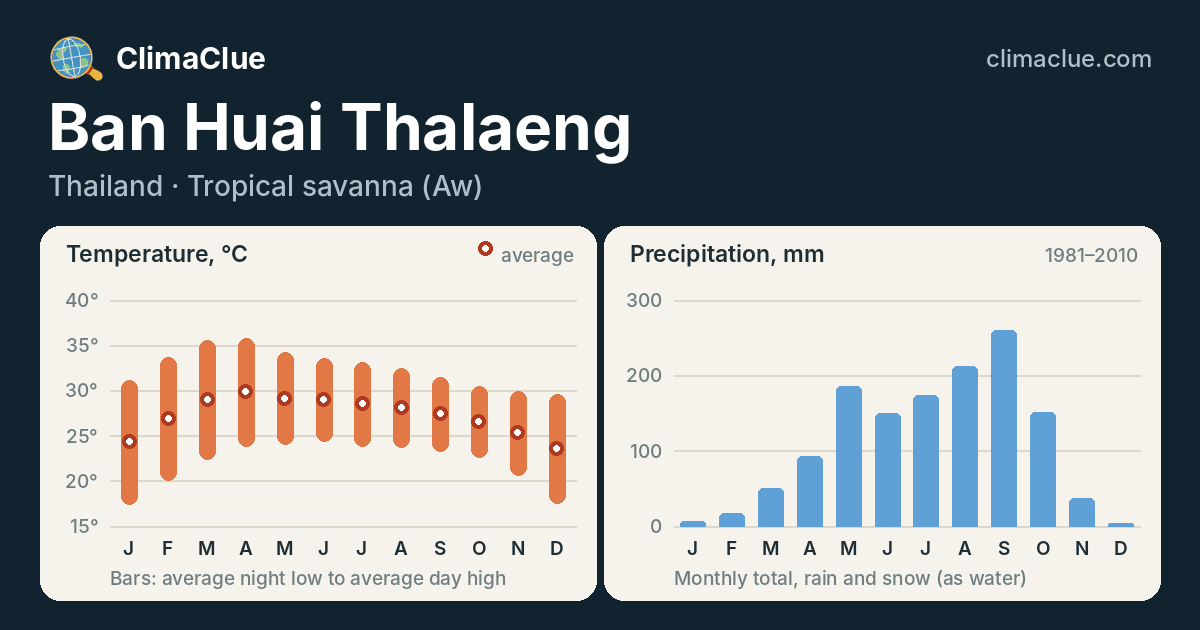 ClimaClue
climaclue.com
Ban Huai Thalaeng
Thailand · Tropical savanna (Aw)
Temperature, °C
average
40°
35°
30°
25°
20°
15°
J F M A M J J A S O N D
Bars: average night low to average day high
Precipitation, mm
1981–2010
300
200
100
0
J F M A M J J A S O N D
Monthly total, rain and snow (as water)